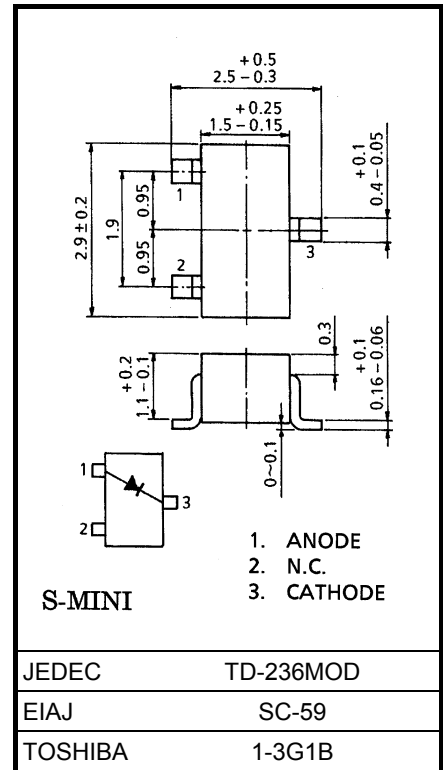 +0.5
2.5 −0.3
+0.25
1.5 −0.15
+0.1
0.4 −0.05
2.9 ± 0.2
1.9
0.95
0.95
1
2
3
+0.2
1.1 −0.1
0.3
+0.1
0.16 −0.06
0~0.1
1
2
3
1. ANODE
2. N.C.
3. CATHODE
S-MINI
JEDEC TD-236MOD
EIAJ SC-59
TOSHIBA 1-3G1B